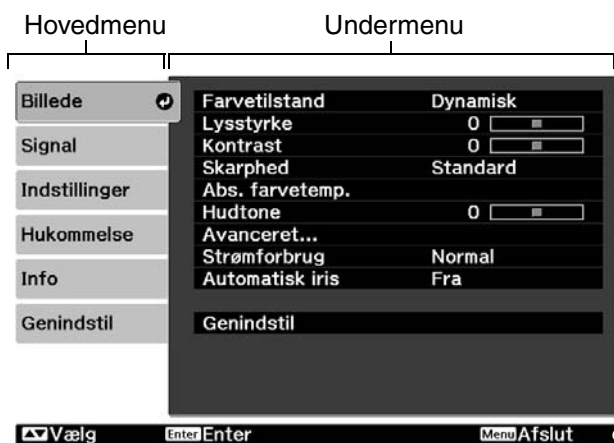 Hovedmenu Undermenu
Billede
Signal
Indstillinger
Hukommelse
Info
Genindstil
Farvetilstand Dynamisk
Lysstyrke 0
Kontrast 0
Skarphed Standard
Abs. farvetemp.
Hudtone 0
Avanceret...
Strømforbrug Normal
Automatisk iris Fra
Genindstil
Vælg Enter Enter Menu Afslut